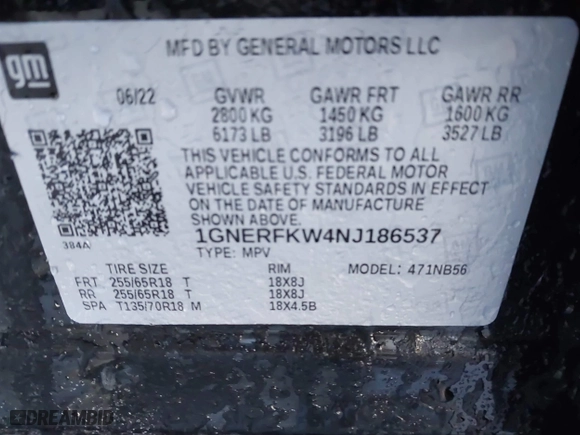 gm
MFD BY GENERAL MOTORS LLC
06/22 GVWR GAWR FRT GAWR RR
2800 KG 1450 KG 1600 KG
6173 LB 3196 LB 3527 LB
THIS VEHICLE CONFORMS TO ALL
APPLICABLE U.S. FEDERAL MOTOR
VEHICLE SAFETY STANDARDS IN EFFECT
ON THE DATE OF MANUFACTURE
SHOWN ABOVE.
384A 1GNERFKW4NJ186537
TYPE: MPV
TIRE SIZE RIM MODEL: 471NB56
FRT 255/65R18 T 18X8J
RR 255/65R18 T 18X8J
SPA T135/70R18 M 18X4.5B
DREAMBID